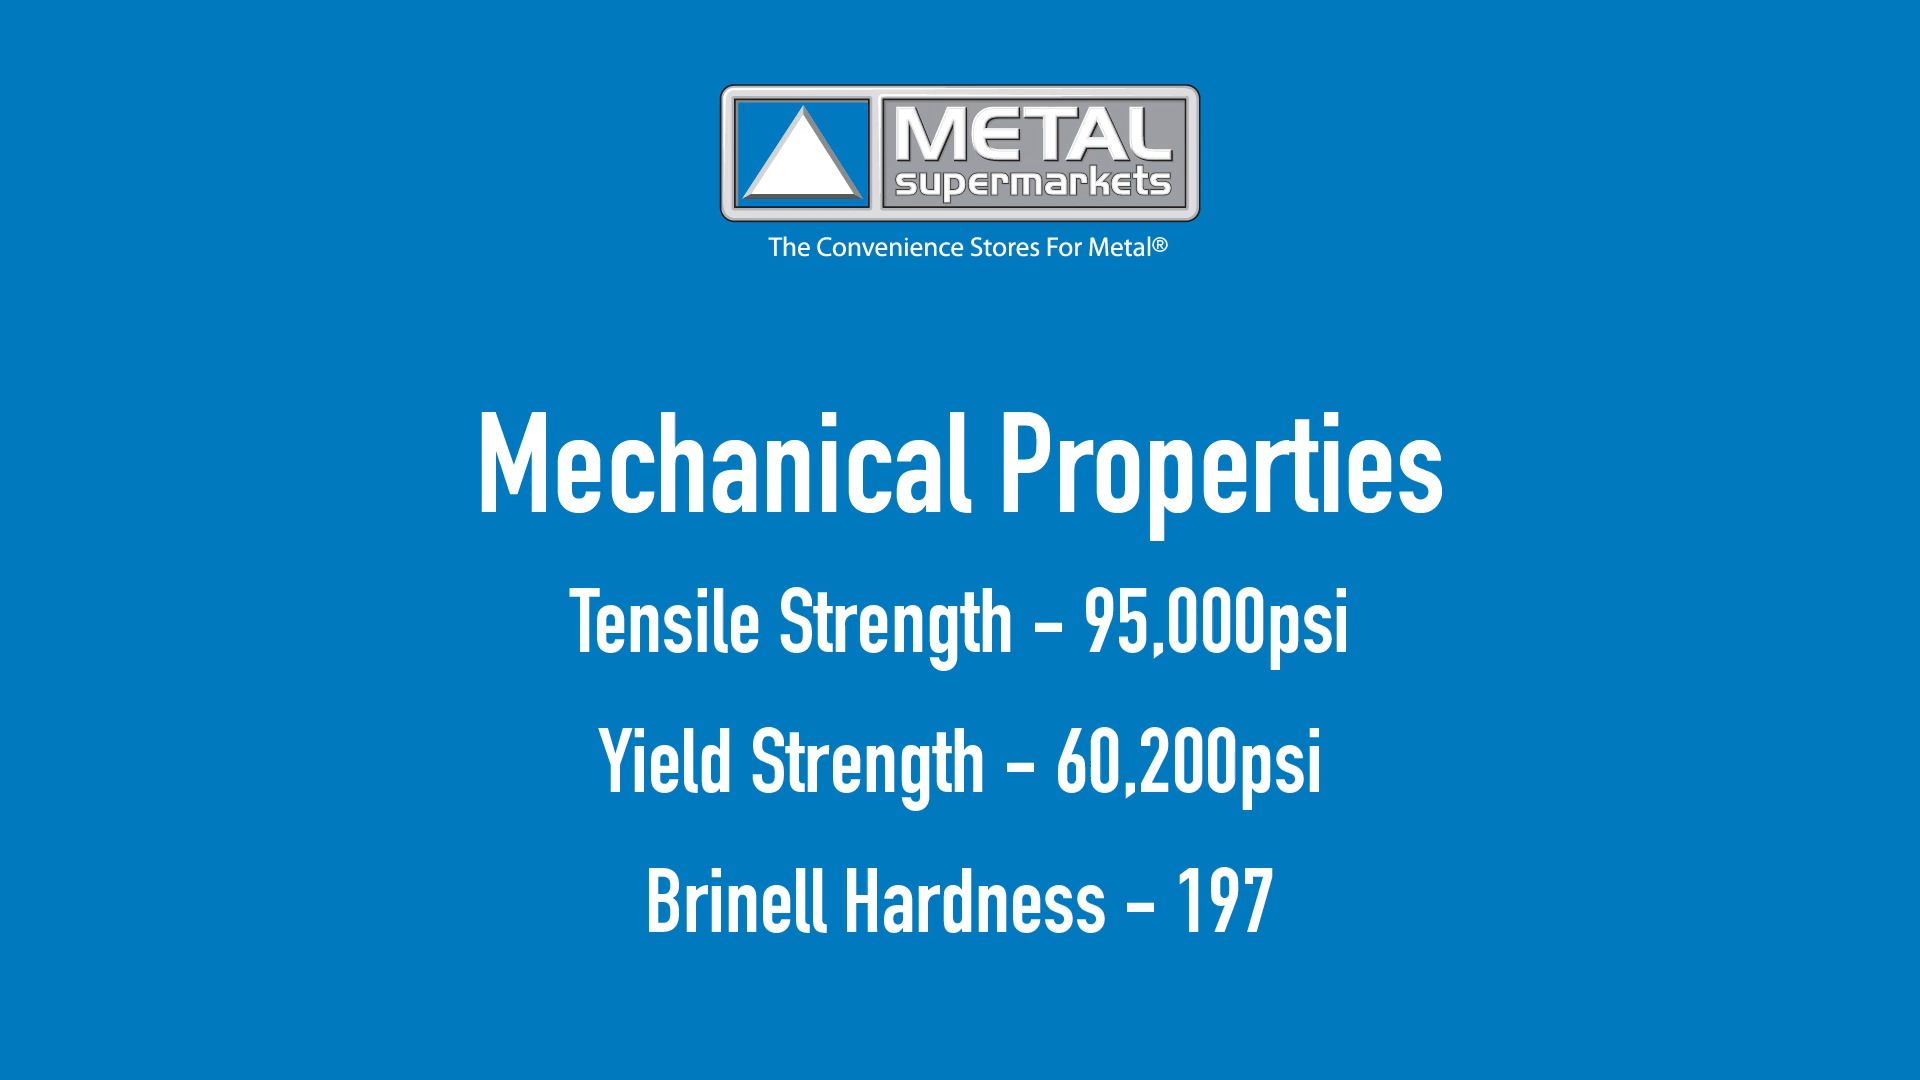 METAL
supermarkets
The Convenience Stores For Metal®
Mechanical Properties
Tensile Strength – 95,000psi
Yield Strength – 60,200psi
Brinell Hardness – 197